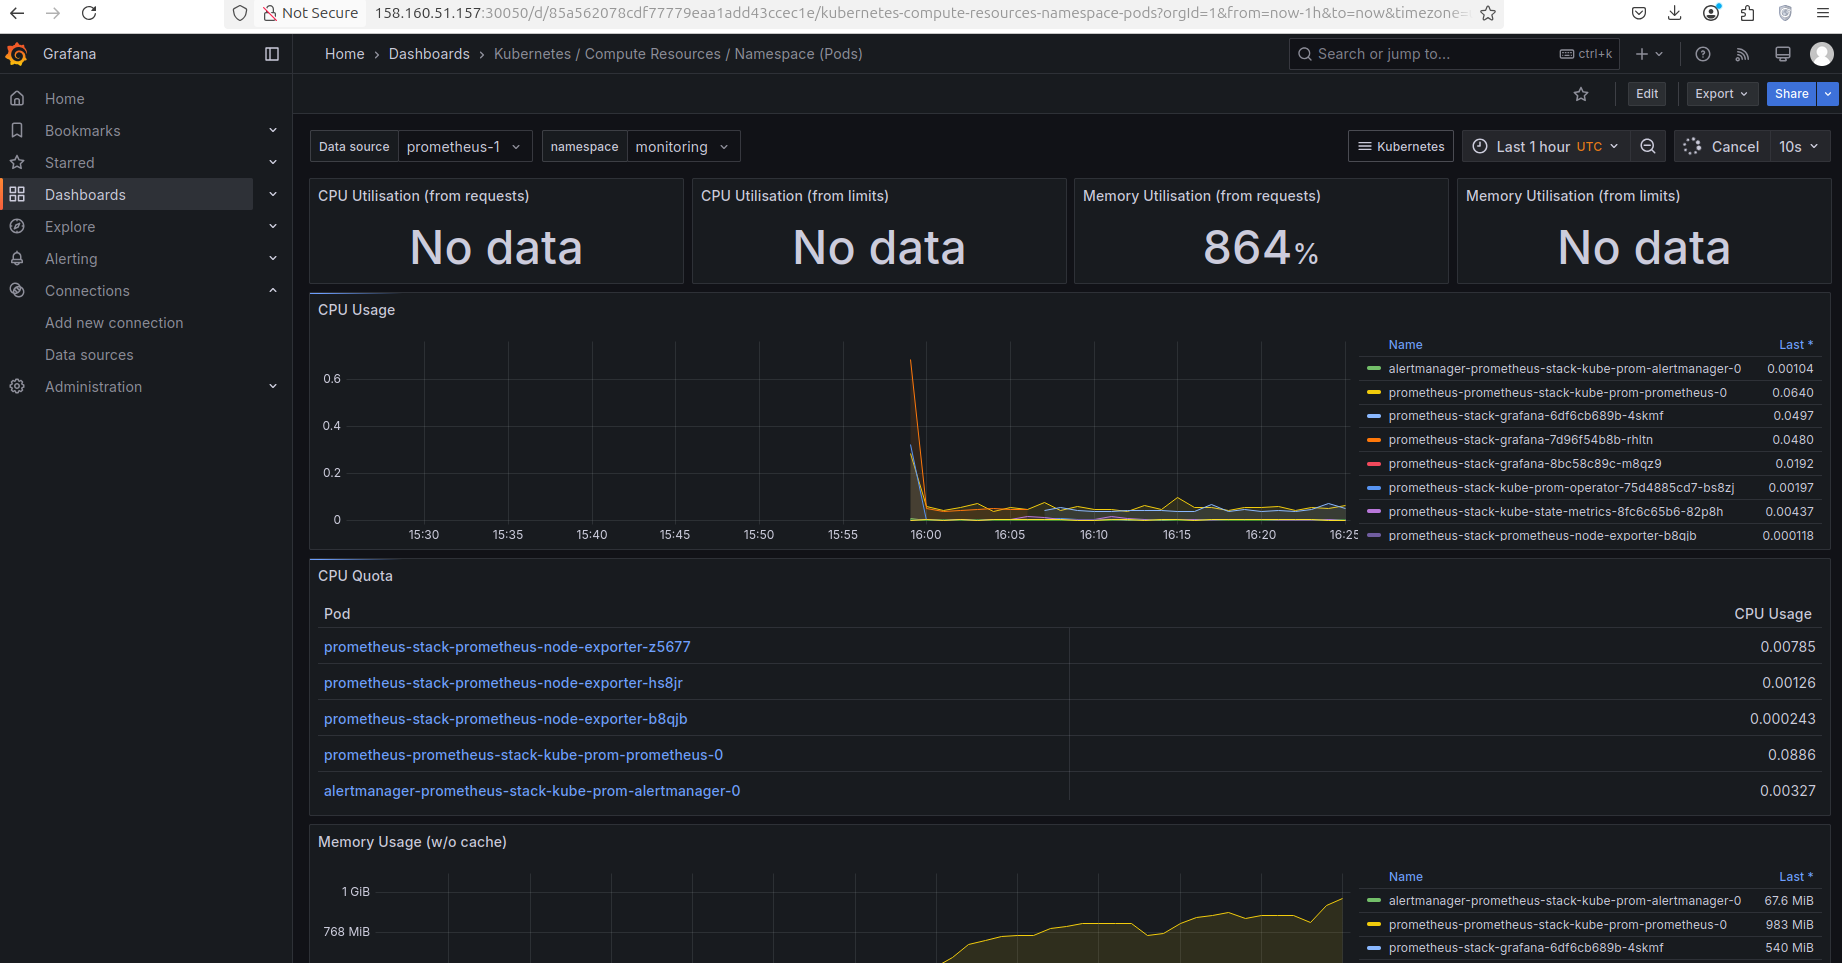 Not Secure 158.160.51.157:30050/d/85a562078cdf77779eaa1add43ccec1e/kubernetes-compute-resources-namespace-pods?orgId=1&from=now-1h&to=now&timezone=
Grafana
Home › Dashboards › Kubernetes / Compute Resources / Namespace (Pods)
Search or jump to... ctrl+k
Home
Bookmarks
Starred
Dashboards
Explore
Alerting
Connections
Add new connection
Data sources
Administration
Edit Export Share
Data source prometheus-1 namespace monitoring Kubernetes Last 1 hour UTC Cancel 10s
CPU Utilisation (from requests)
No data
CPU Utilisation (from limits)
No data
Memory Utilisation (from requests)
864%
Memory Utilisation (from limits)
No data
CPU Usage
0.6
0.4
0.2
0
15:30 15:35 15:40 15:45 15:50 15:55 16:00 16:05 16:10 16:15 16:20 16:25
Name Last *
alertmanager-prometheus-stack-kube-prom-alertmanager-0 0.00104
prometheus-prometheus-stack-kube-prom-prometheus-0 0.0640
prometheus-stack-grafana-6df6cb689b-4skmf 0.0497
prometheus-stack-grafana-7d96f54b8b-rhltn 0.0480
prometheus-stack-grafana-8bc58c89c-m8qz9 0.0192
prometheus-stack-kube-prom-operator-75d4885cd7-bs8zj 0.00197
prometheus-stack-kube-state-metrics-8fc6c65b6-82p8h 0.00437
prometheus-stack-prometheus-node-exporter-b8qjb 0.000118
CPU Quota
Pod CPU Usage
prometheus-stack-prometheus-node-exporter-z5677 0.00785
prometheus-stack-prometheus-node-exporter-hs8jr 0.00126
prometheus-stack-prometheus-node-exporter-b8qjb 0.000243
prometheus-prometheus-stack-kube-prom-prometheus-0 0.0886
alertmanager-prometheus-stack-kube-prom-alertmanager-0 0.00327
Memory Usage (w/o cache)
1 GiB
768 MiB
Name Last *
alertmanager-prometheus-stack-kube-prom-alertmanager-0 67.6 MiB
prometheus-prometheus-stack-kube-prom-prometheus-0 983 MiB
prometheus-stack-grafana-6df6cb689b-4skmf 540 MiB